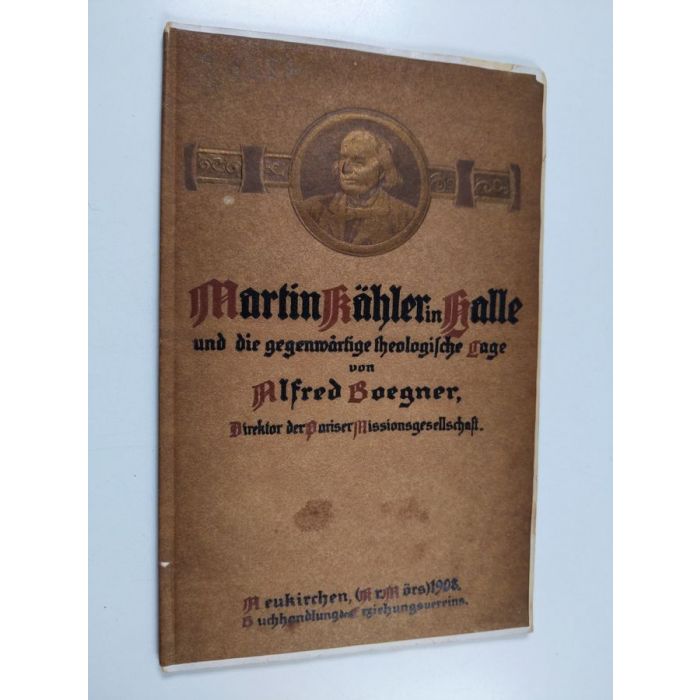 Martin Kähler in Halle
und die gegenwärtige theologische Lage
von
Alfred Boegner,
Direktor der Pariser Missionsgesellschaft.
Neukirchen, (Kr. Mörs) 1908.
Buchhandlung des Erziehungsvereins.